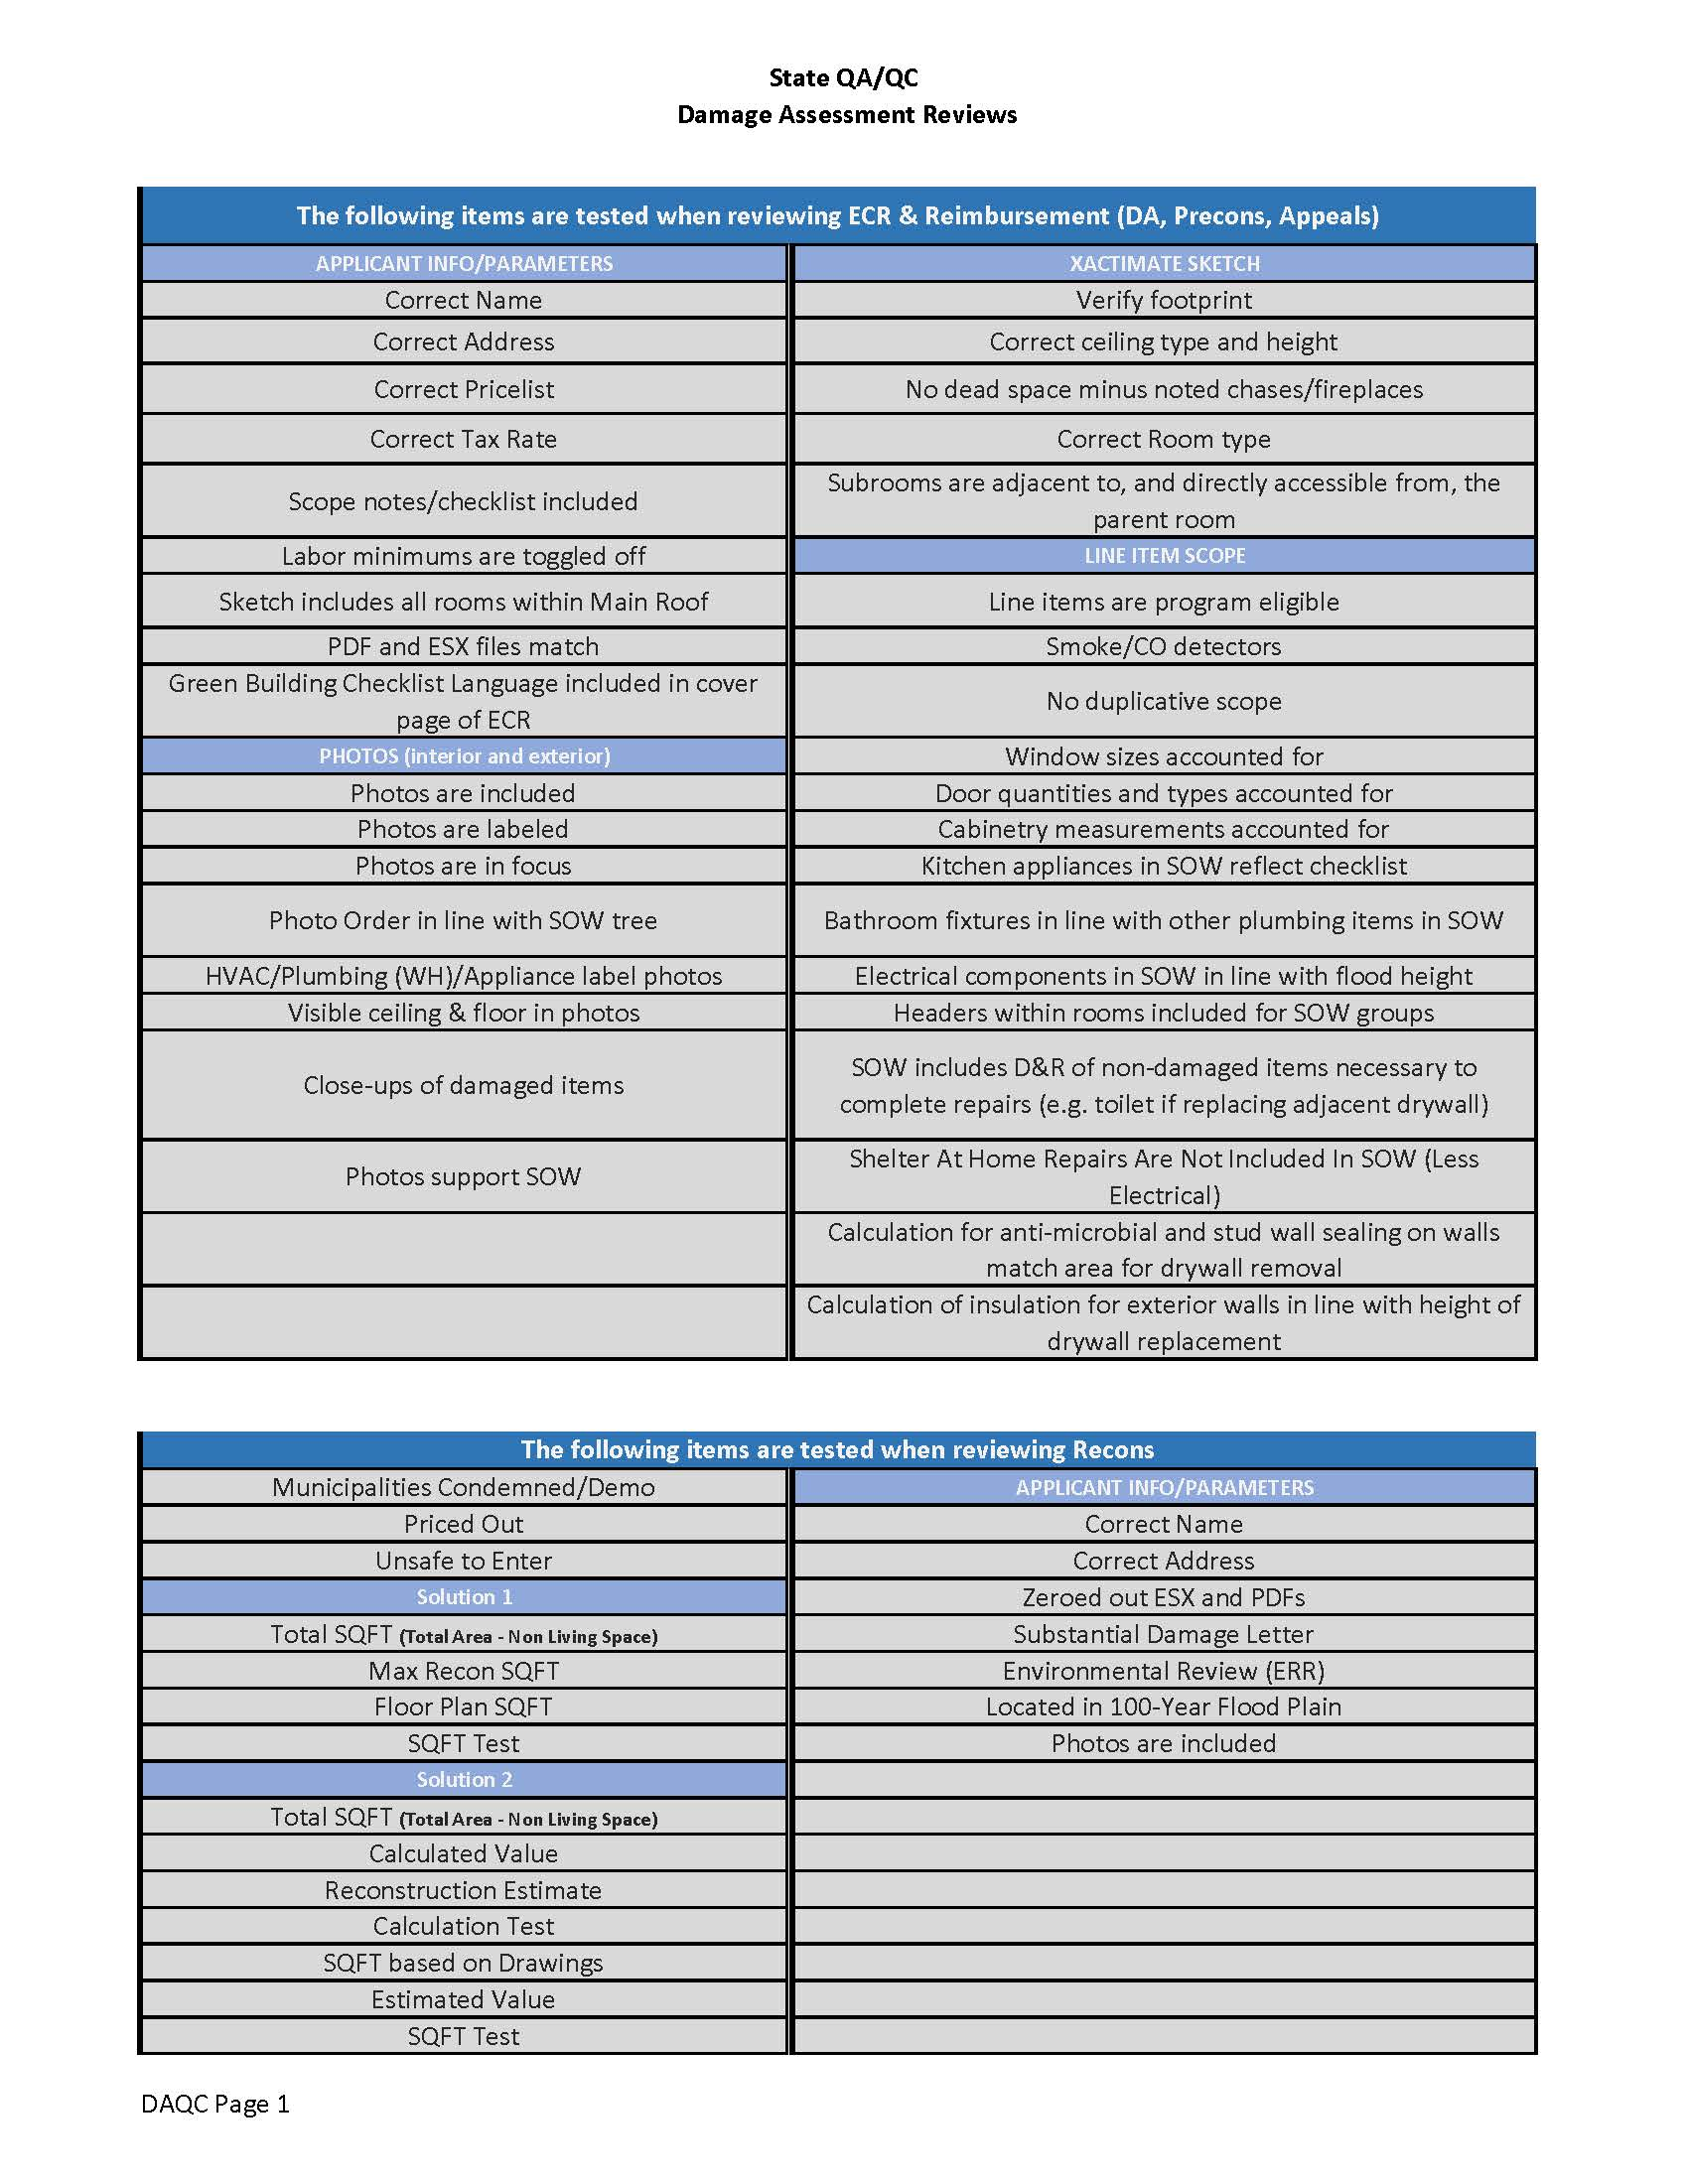 State QA/QC
Damage Assessment Reviews
The following items are tested when reviewing ECR & Reimbursement (DA, Precons, Appeals)
APPLICANT INFO/PARAMETERS
Correct Name
Correct Address
Correct Pricelist
Correct Tax Rate
Scope notes/checklist included
Labor minimums are toggled off
Sketch includes all rooms within Main Roof
PDF and ESX files match
Green Building Checklist Language included in cover
page of ECR
PHOTOS (interior and exterior)
Photos are included
Photos are labeled
Photos are in focus
Photo Order in line with SOW tree
HVAC/Plumbing (WH)/Appliance label photos
Visible ceiling & floor in photos
Close-ups of damaged items
Photos support SOW
XACTIMATE SKETCH
Verify footprint
Correct ceiling type and height
No dead space minus noted chases/fireplaces
Correct Room type
Subrooms are adjacent to, and directly accessible from, the
parent room
LINE ITEM SCOPE
Line items are program eligible
Smoke/CO detectors
No duplicative scope
Window sizes accounted for
Door quantities and types accounted for
Cabinetry measurements accounted for
Kitchen appliances in SOW reflect checklist
Bathroom fixtures in line with other plumbing items in SOW
Electrical components in SOW in line with flood height
Headers within rooms included for SOW groups
SOW includes D&R of non-damaged items necessary to
complete repairs (e.g. toilet if replacing adjacent drywall)
Shelter At Home Repairs Are Not Included In SOW (Less
Electrical)
Calculation for anti-microbial and stud wall sealing on walls
match area for drywall removal
Calculation of insulation for exterior walls in line with height of
drywall replacement
The following items are tested when reviewing Recons
Municipalities Condemned/Demo
Priced Out
Unsafe to Enter
Solution 1
Total SQFT (Total Area - Non Living Space)
Max Recon SQFT
Floor Plan SQFT
SQFT Test
Solution 2
Total SQFT (Total Area - Non Living Space)
Calculated Value
Reconstruction Estimate
Calculation Test
SQFT based on Drawings
Estimated Value
SQFT Test
APPLICANT INFO/PARAMETERS
Correct Name
Correct Address
Zeroed out ESX and PDFs
Substantial Damage Letter
Environmental Review (ERR)
Located in 100-Year Flood Plain
Photos are included
DAQC Page 1